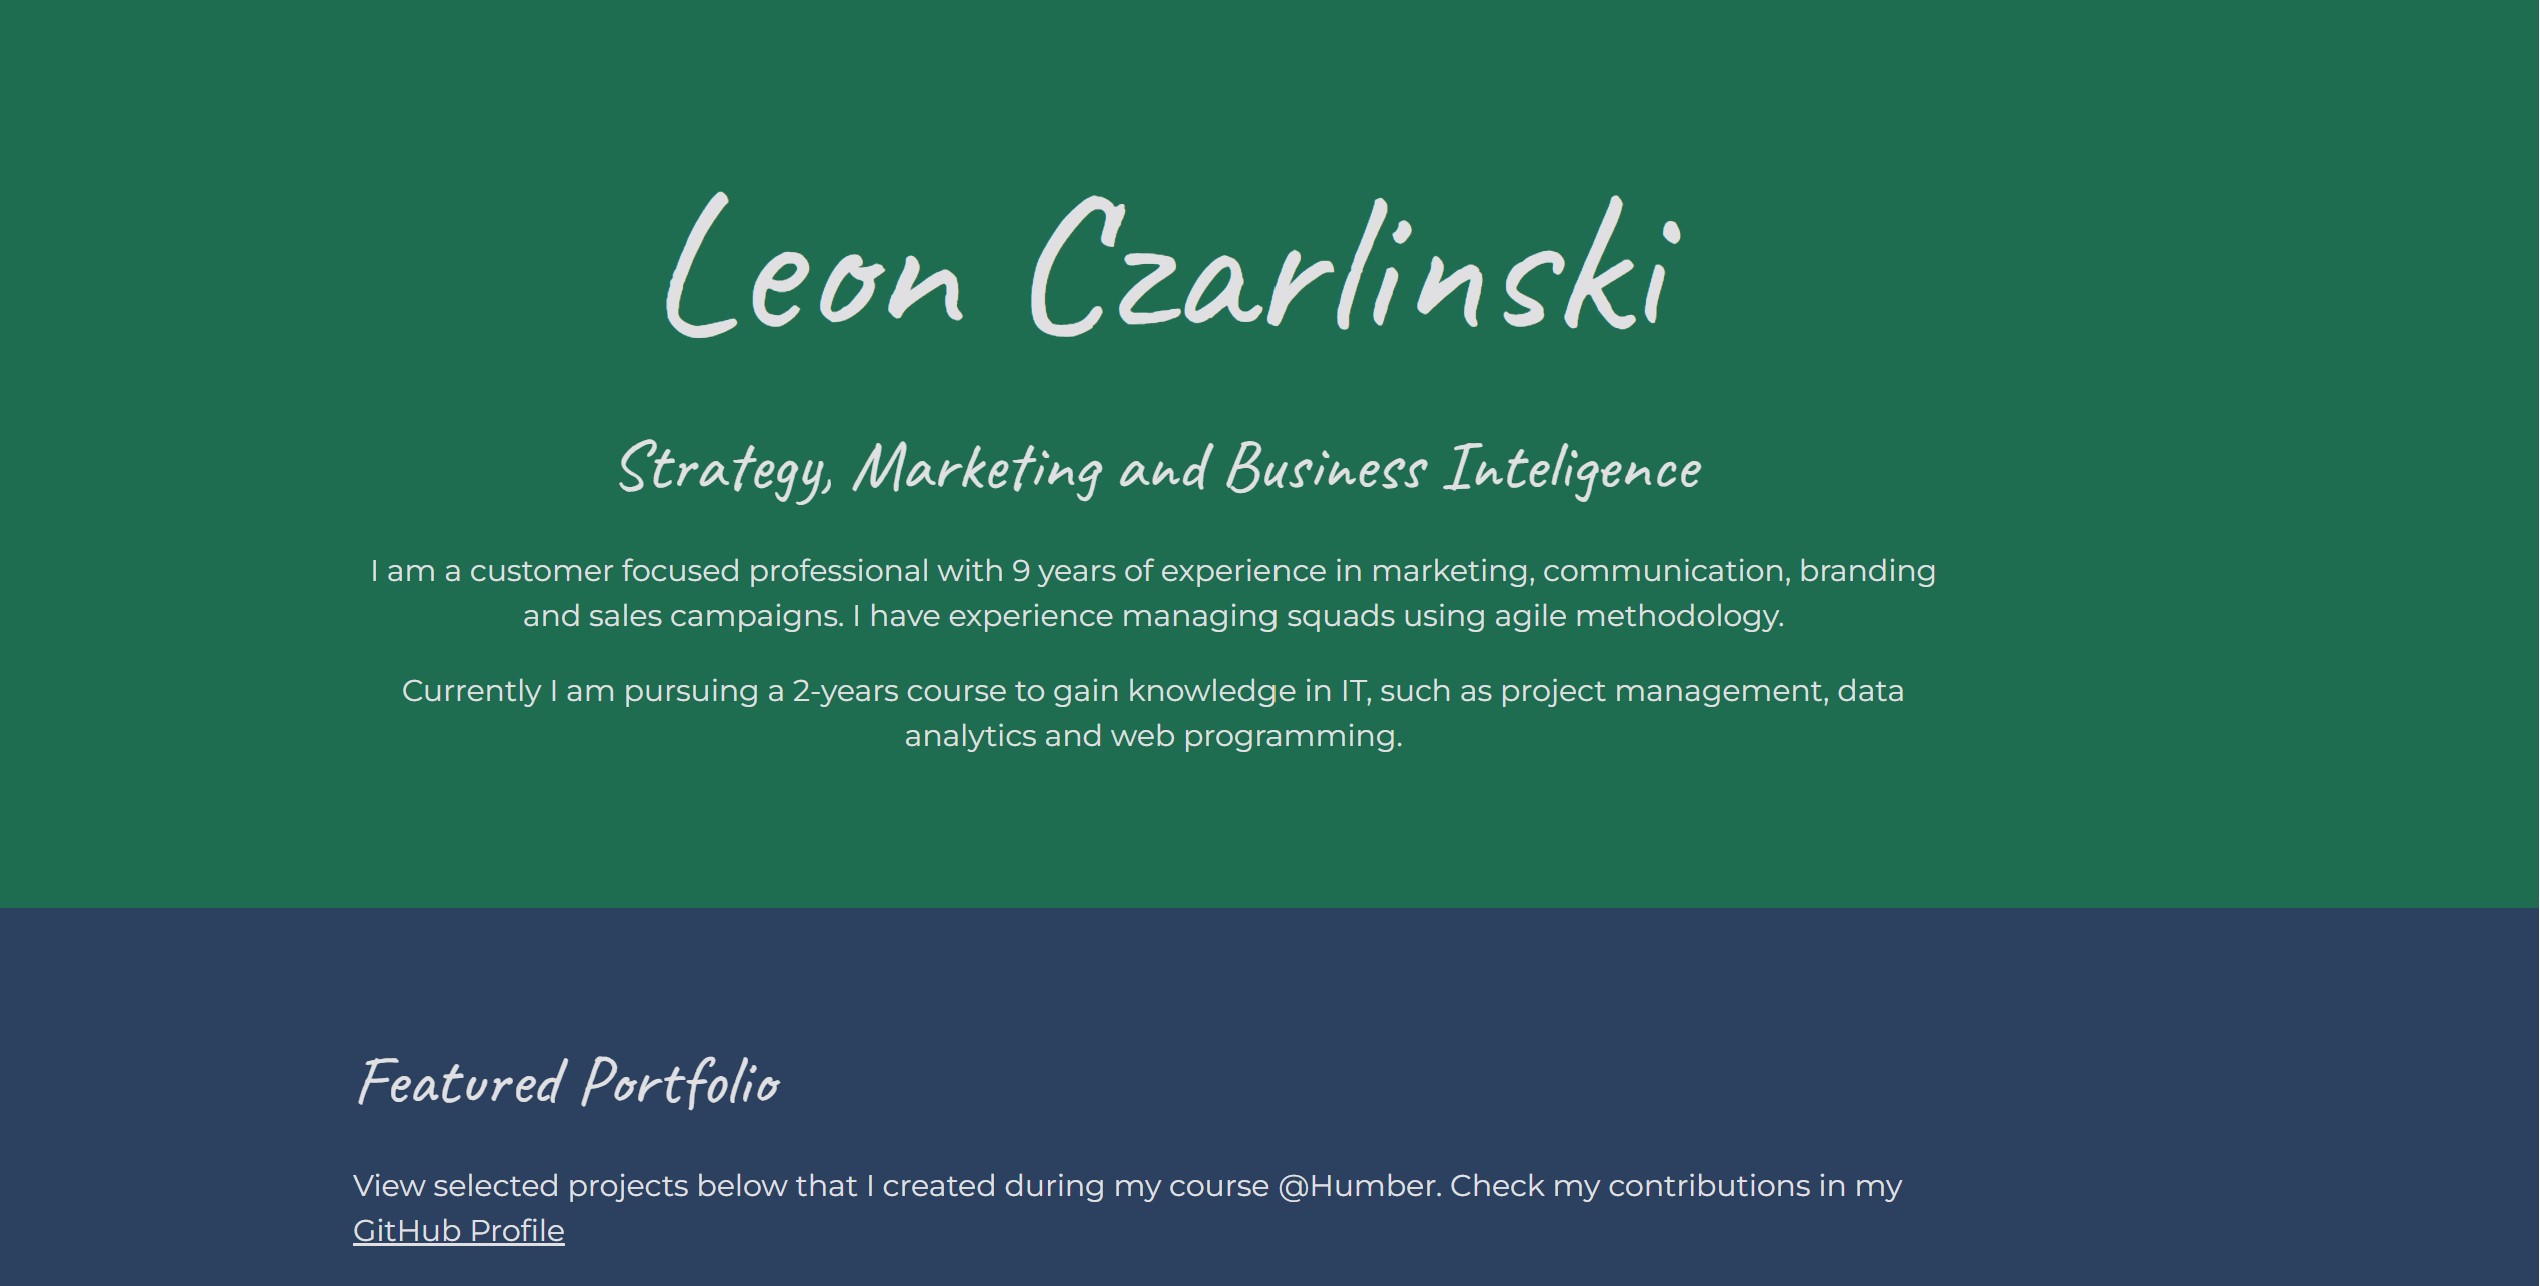 Leon Czarlinski
Strategy, Marketing and Business Inteligence
I am a customer focused professional with 9 years of experience in marketing, communication, branding
and sales campaigns. I have experience managing squads using agile methodology.
Currently I am pursuing a 2-years course to gain knowledge in IT, such as project management, data
analytics and web programming.
Featured Portfolio
View selected projects below that I created during my course @Humber. Check my contributions in my
GitHub Profile